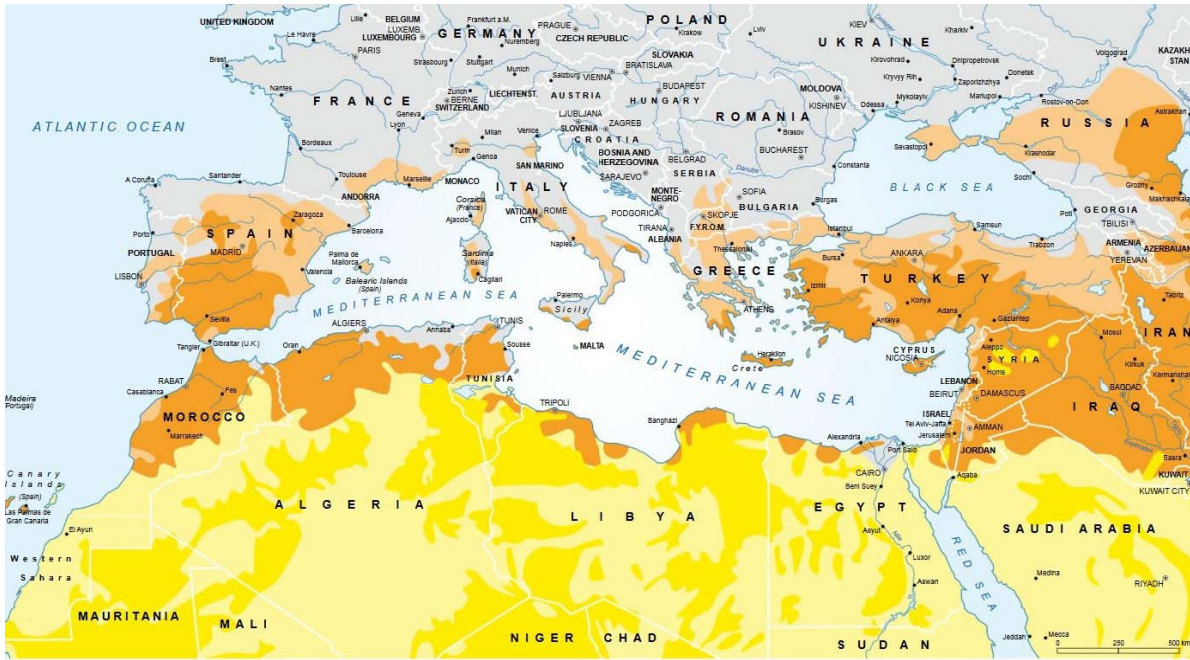 UNITED KINGDOM
Lille
BELGIUM
LUXEMB.
LUXEMBOURG
Frankfurt a.M.
GERMANY
Nuremberg
PRAGUE
CZECH REPUBLIC
POLAND
Krakow
Lviv
KIEV
Dnieper
Kharkiv
UKRAINE
Kirovohrad
Dnipropetrovsk
Kryvyy Rih
Zaporizhzhya
Donetsk
Mykolayiv
Mariupol
Volgograd
KAZAKH
STAN
Don
Rostov-on-Don
Astrakhan
RUSSIA
Le Havre
PARIS
Brest
Strasbourg
Stuttgart
Munich
Salzburg
VIENNA
SLOVAKIA
BRATISLAVA
BUDAPEST
HUNGARY
AUSTRIA
MOLDOVA
KISHINEV
Odessa
Nantes
FRANCE
Zurich
BERNE
SWITZERLAND
LIECHTENST.
Geneva
Lyon
LJUBLJANA
SLOVENIA
ZAGREB
CROATIA
ROMANIA
Brasov
BUCHAREST
Sevastopol
Krashodar
Sochi
Grozny
Makhachkala
ATLANTIC OCEAN
Bordeaux
Milan
Venice
Turin
Genoa
SAN MARINO
BOSNIA AND
HERZEGOVINA
SARAJEVO
BELGRAD
SERBIA
Danube
Constanta
BLACK SEA
A Coruña
Santander
Toulouse
Marseille
MONACO
ANDORRA
ITALY
MONTE-
NEGRO
PODGORICA
SOFIA
BULGARIA
Burgas
Poti
GEORGIA
TBILISI
Corsica
(France)
Ajaccio
VATICAN
CITY
ROME
Naples
TIRANA
ALBANIA
SKOPJE
F.Y.R.O.M.
Thessaloniki
Istanbul
Bursa
Samsun
Trabzon
ARMENIA
YEREVAN
AZERBAIJAN
Zaragoza
Porto
SPAIN
Barcelona
MADRID
PORTUGAL
LISBON
Valencia
Palma de
Mallorca
Balearic Islands
(Spain)
Sardinia
(Italia)
Cagliari
GREECE
ATHENS
ANKARA
TURKEY
Izmir
Konya
Adana
Antalya
Gaziantep
Tabriz
IRAN
MEDITERRANEAN SEA
Palermo
Sicily
Sevilla
Gibraltar (U.K.)
Tangier
Oran
ALGIERS
Annaba
TUNIS
Sousse
MALTA
MEDITERRANEAN SEA
Heraklion
Crete
CYPRUS
NICOSIA
Aleppo
SYRIA
Homs
Mosul
Kirkuk
Kermanshah
LEBANON
BEIRUT
DAMASCUS
BAGDAD
IRAQ
Tigris
Euphrates
Madeira
(Portugal)
RABAT
Casablanca
Fes
MOROCCO
Marrakech
TUNISIA
TRIPOLI
Banghazi
Alexandria
Port Said
ISRAEL
Tel Aviv-Jaffa
Jerusalem
AMMAN
JORDAN
Aqaba
Basra
KUWAIT
KUWAIT CITY
Canary
Islands
(Spain)
Las Palmas de
Gran Canaria
El Ayun
Western
Sahara
ALGERIA
LIBYA
CAIRO
Beni Suey
EGYPT
Asyut
Nile
Luxor
Aswan
RED SEA
SAUDI ARABIA
Medina
RIYADH
Jeddah
Mecca
MAURITANIA
MALI
NIGER
CHAD
SUDAN
0 250 500 km